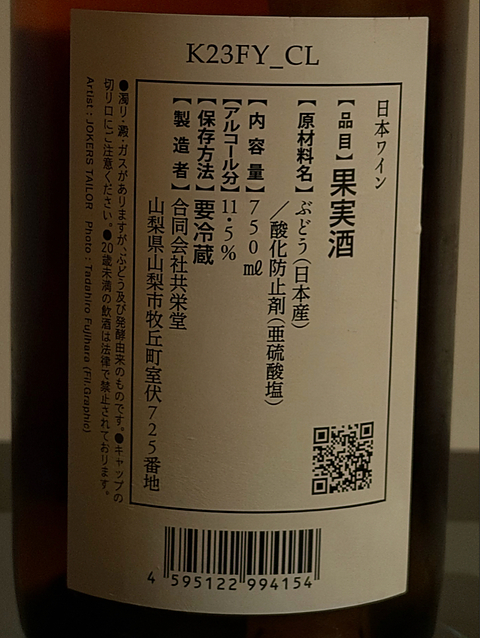 K23FY_CL
日本ワイン
【品目】果実酒
【原材料名】ぶどう(日本産)
／酸化防止剤(亜硫酸塩)
【内容量】750㎖
【アルコール分】11.5%
【保存方法】要冷蔵
【製造者】合同会社共栄堂
山梨県山梨市牧丘町室伏725番地
●濁り・澱・ガスがありますが、ぶどう及び発酵由来のものです。●キャップの
切り口にご注意ください。●20歳未満の飲酒は法律で禁止されております。
Artist : JOKERS TAILOR Photo : Tadahiro Fujihara (Fil.Graphic)
4 595122 994154